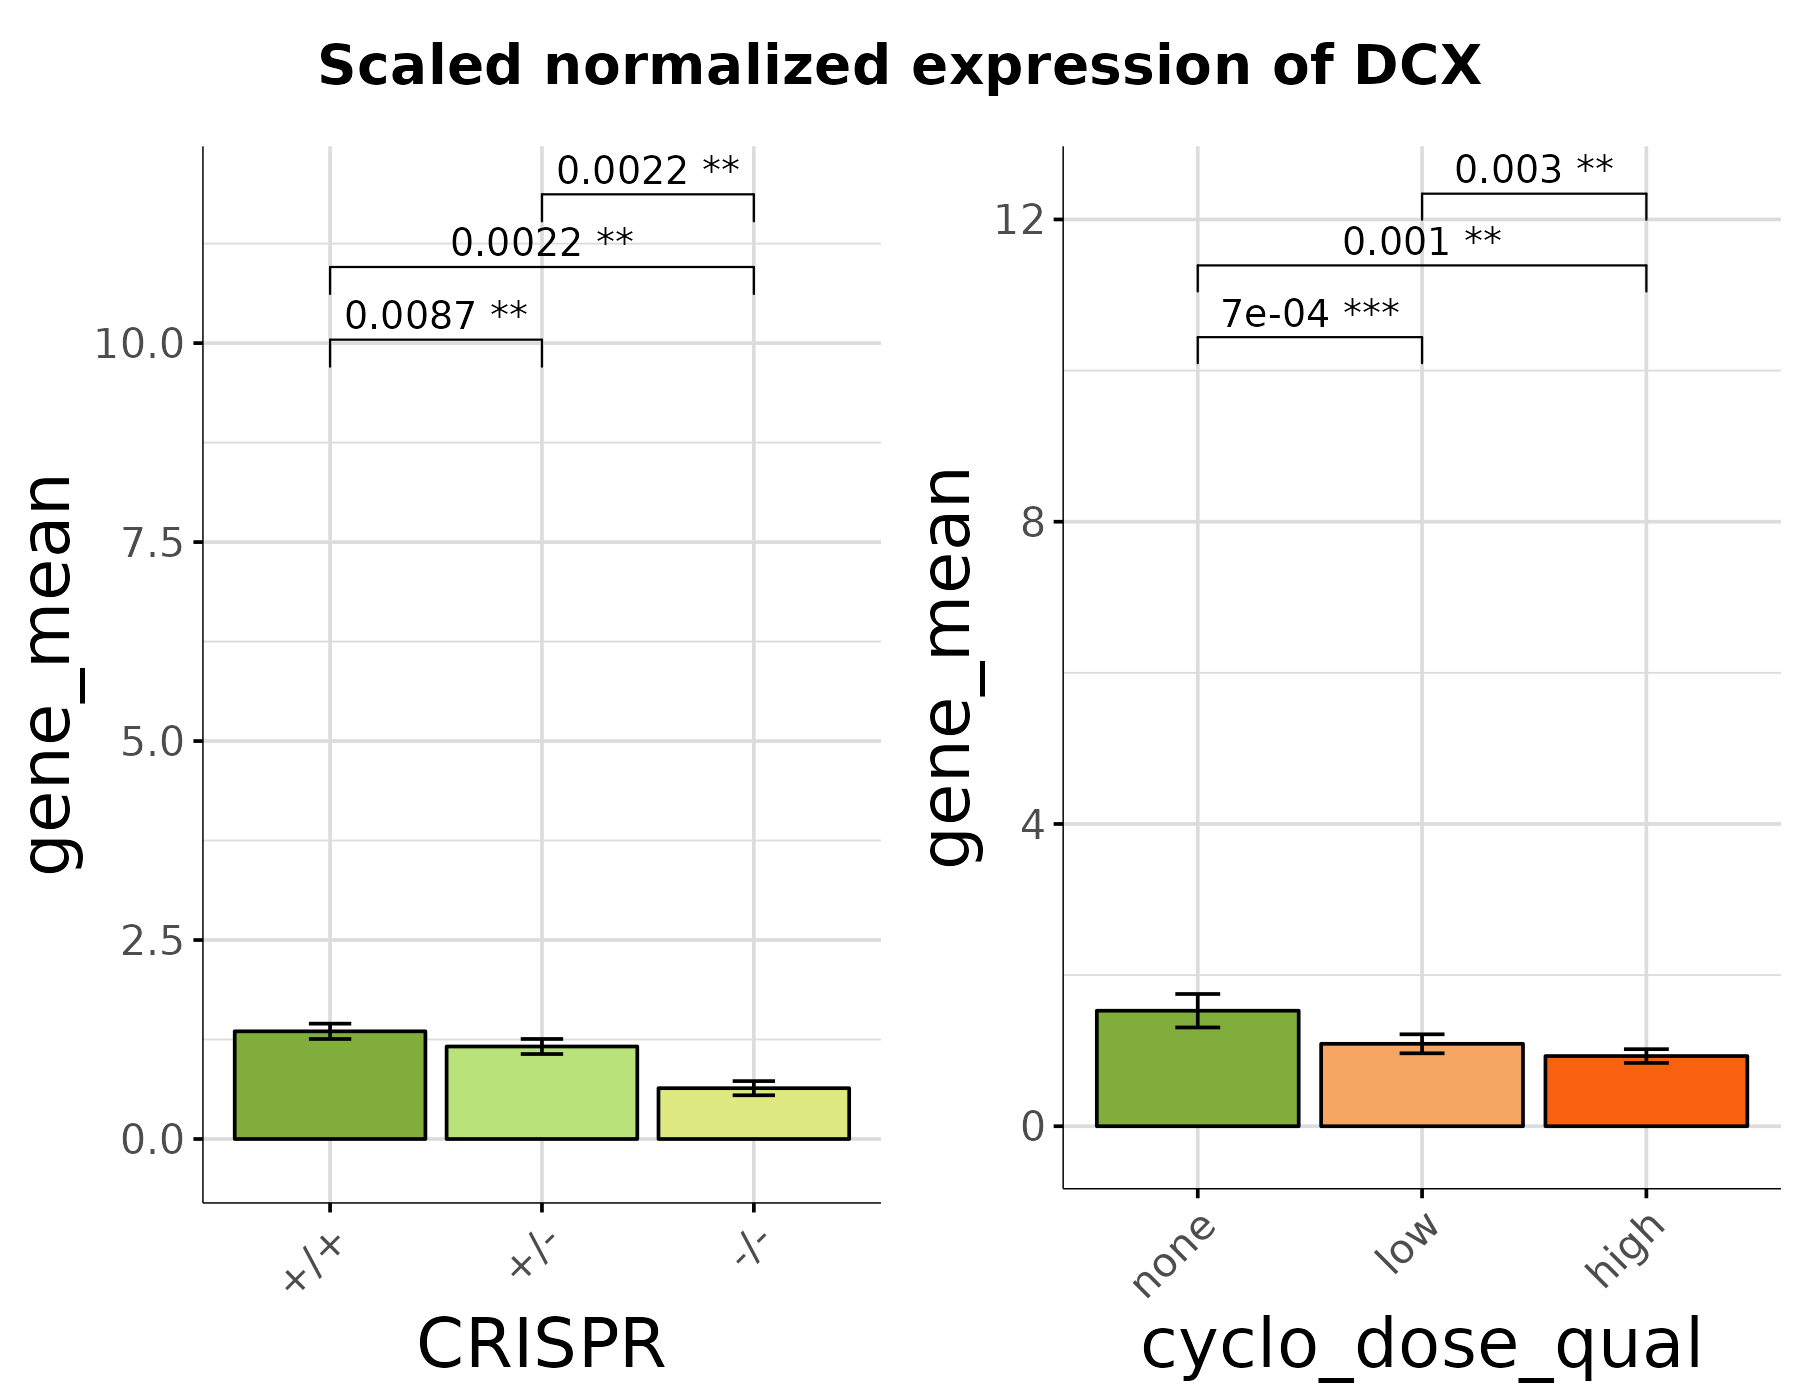 Scaled normalized expression of DCX
gene_mean
10.0
7.5
5.0
2.5
0.0
0.0022 **
0.0022 **
0.0087 **
+/+
+/-
-/-
CRISPR
gene_mean
12
8
4
0
0.003 **
0.001 **
7e-04 ***
none
low
high
cyclo_dose_qual